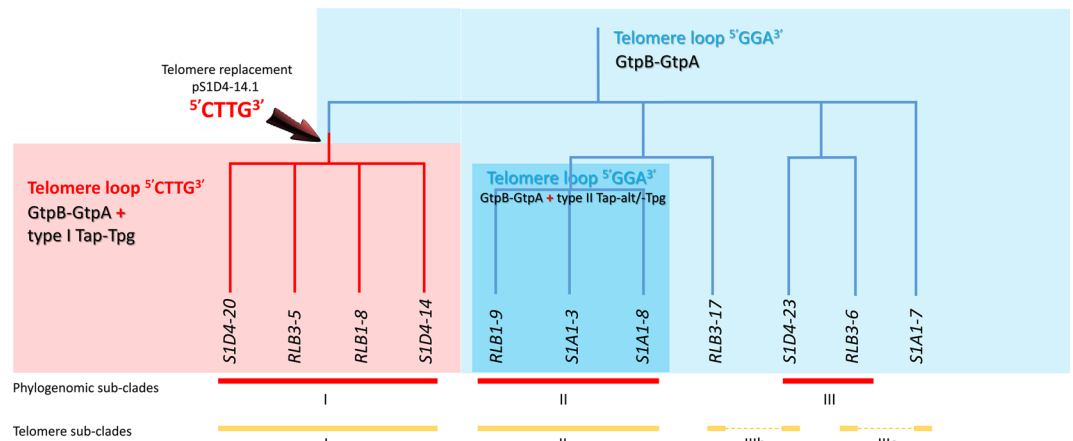 Telomere loop 5'GGA3'
GtpB-GtpA
Telomere replacement
pS1D4-14.1
5'CTTG3'
Telomere loop 5'CTTG3'
GtpB-GtpA +
type I Tap-Tpg
Telomere loop 5'GGA3'
GtpB-GtpA + type II Tap-alt/-Tpg
S1D4-20
RLB3-5
RLB1-8
S1D4-14
RLB1-9
S1A1-3
S1A1-8
RLB3-17
S1D4-23
RLB3-6
S1A1-7
Phylogenomic sub-clades
I
II
III
Telomere sub-clades